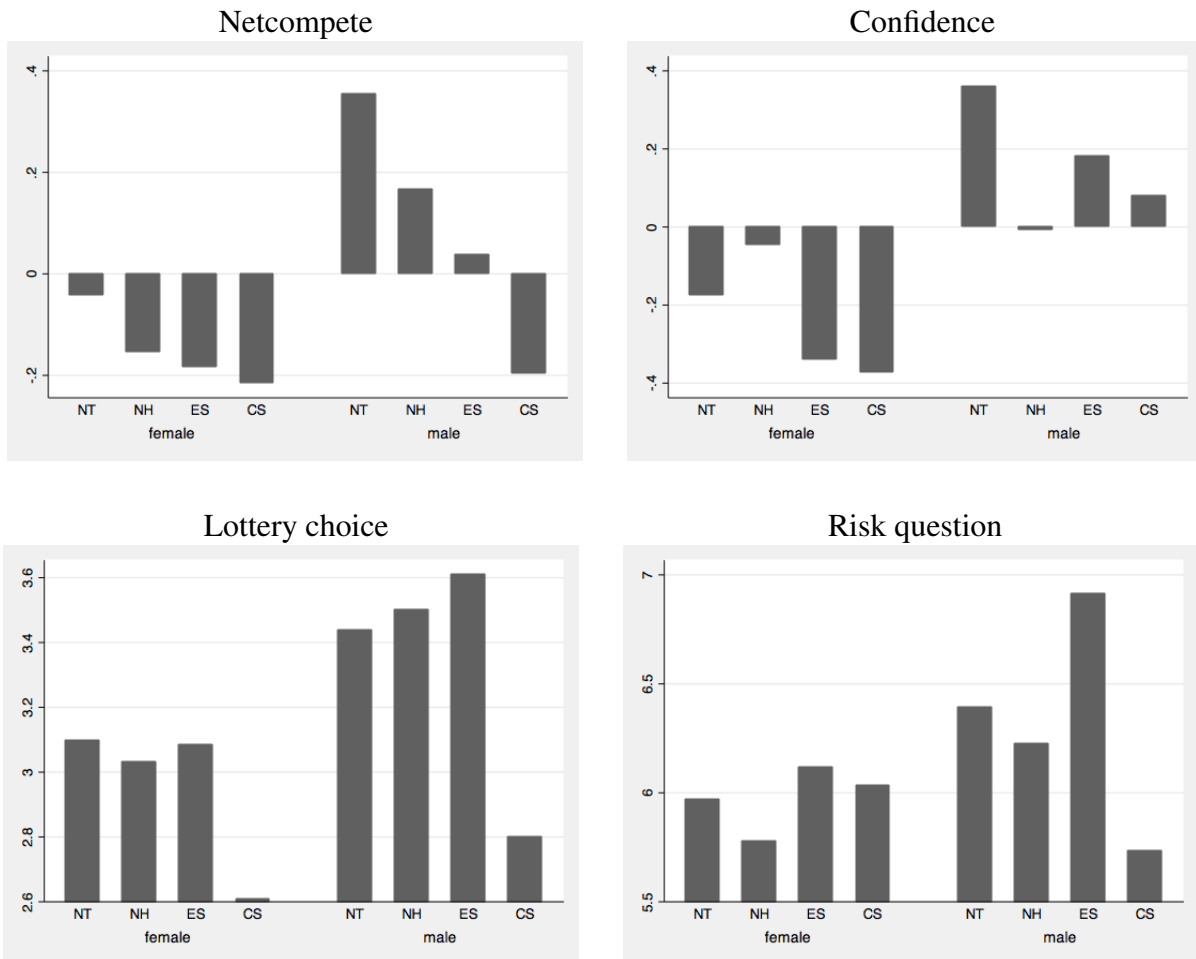 Netcompete
.4
.2
0
-.2
NT NH ES CS NT NH ES CS
female male
Confidence
.4
.2
0
-.2
-.4
NT NH ES CS NT NH ES CS
female male
Lottery choice
3.6
3.4
3.2
3
2.8
2.6
NT NH ES CS NT NH ES CS
female male
Risk question
7
6.5
6
5.5
NT NH ES CS NT NH ES CS
female male